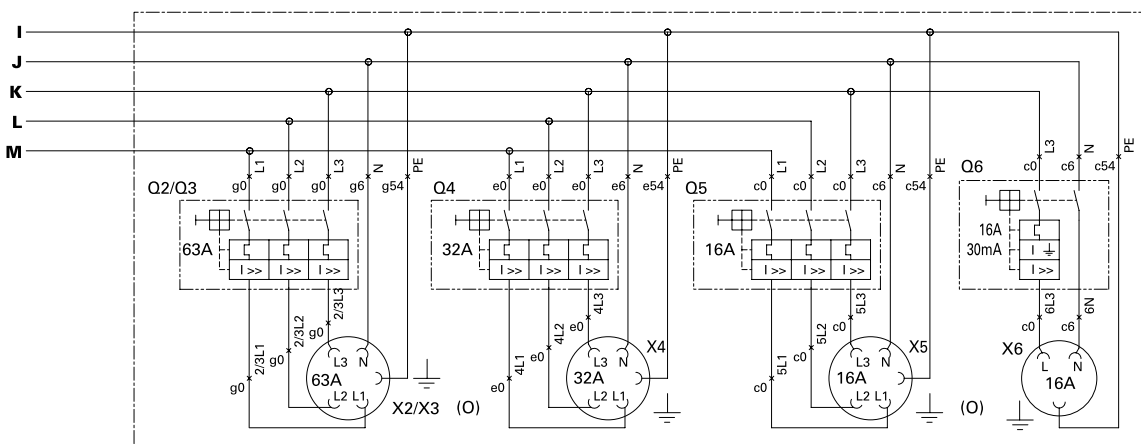 I
J
K
L
M
L1 L2 L3 N PE
g0 g0 g0 g6 g54
L1 L2 L3 N PE
e0 e0 e0 e6 e54
L1 L2 L3 N PE
c0 c0 c0 c6 c54
L3 N PE
c0 c6 c54
Q2/Q3
63A
I >> I >> I >>
Q4
32A
I >> I >> I >>
Q5
16A
I >> I >> I >>
Q6
16A
30mA
I
I >>
2/3L1 2/3L2 2/3L3
g0 g0 g0
4L1 4L2 4L3
e0 e0 e0
5L1 5L2 5L3
c0 c0 c0
6L3 6N
c0 c6
L3 N
63A
L2 L1
X2/X3 (O)
L3 N
X4
32A
L2 L1
L3 N
X5
16A
L2 L1
(O)
X6
L N
16A